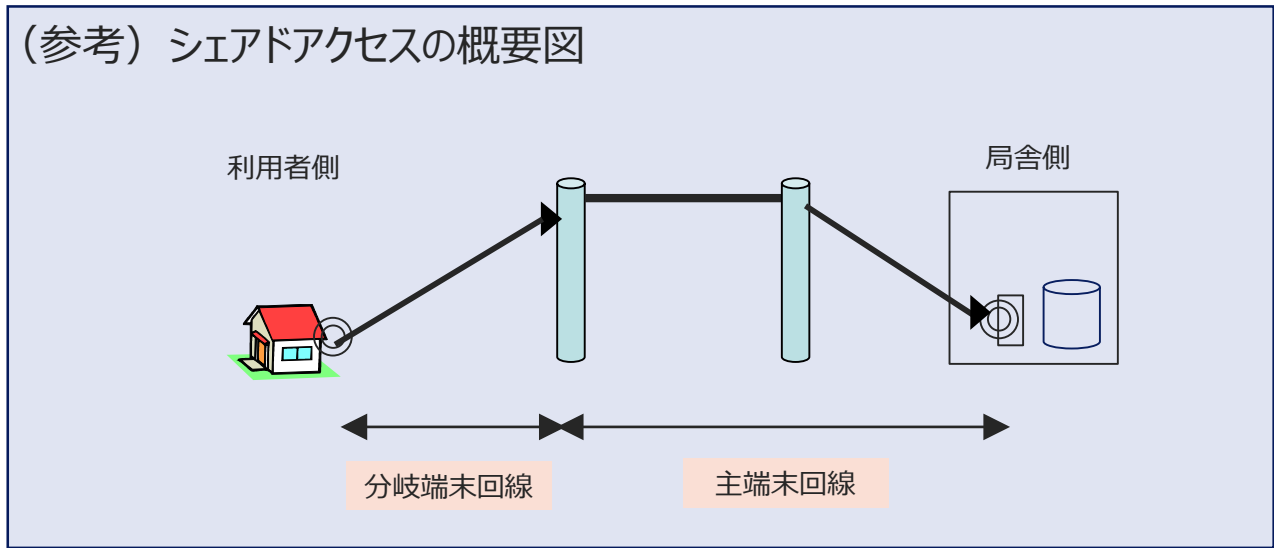 （参考）シェアドアクセスの概要図
利用者側
局舎側
分岐端末回線
主端末回線